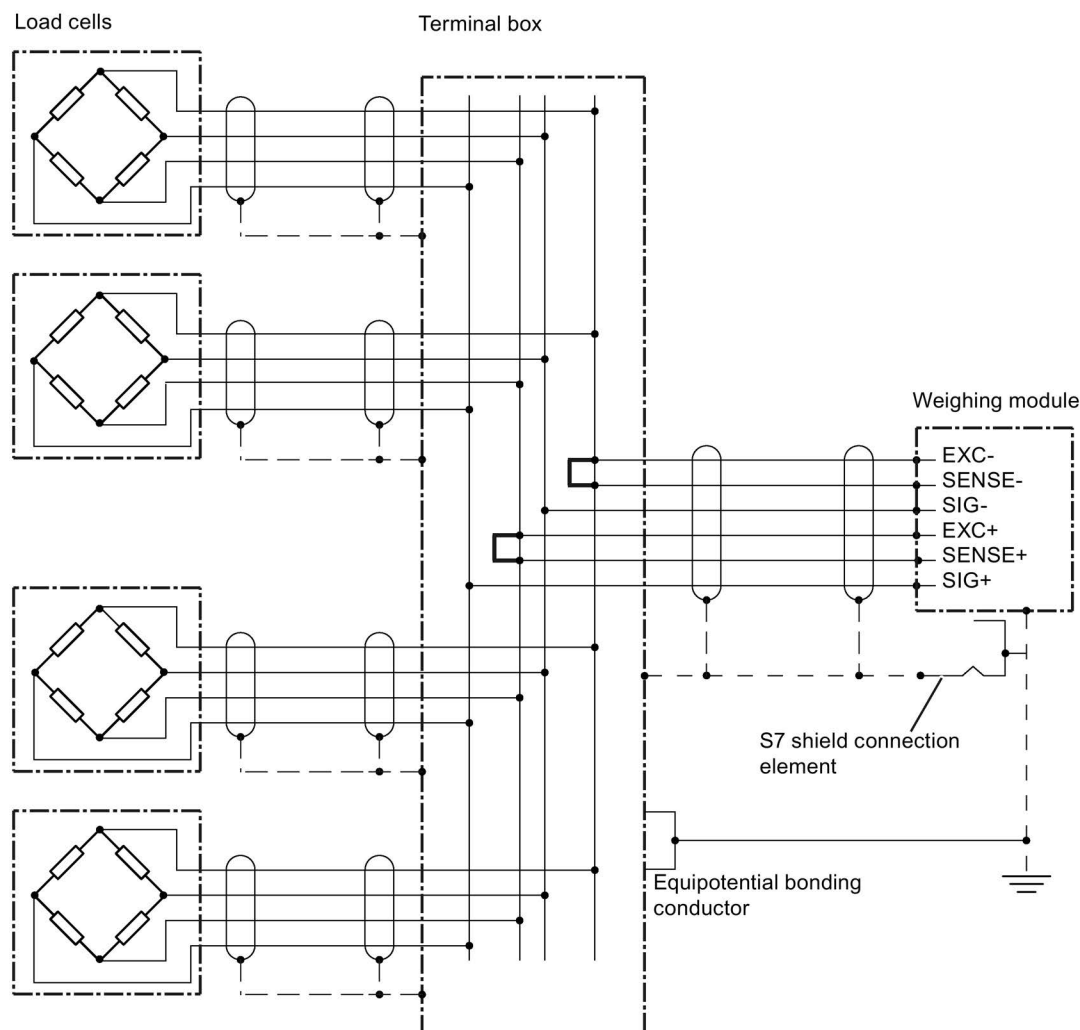 Load cells
Terminal box
Weighing module
EXC-
SENSE-
SIG-
EXC+
SENSE+
SIG+
S7 shield connection
element
Equipotential bonding
conductor